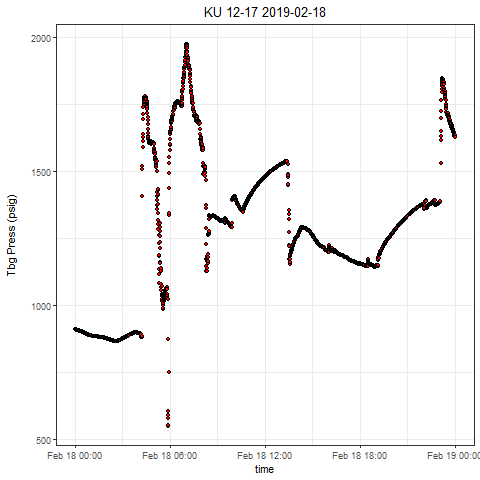 KU 12-17 2019-02-18
Tbg Press (psig)
2000
1500
1000
500
Feb 18 00:00 Feb 18 06:00 Feb 18 12:00 Feb 18 18:00 Feb 19 00:00
time